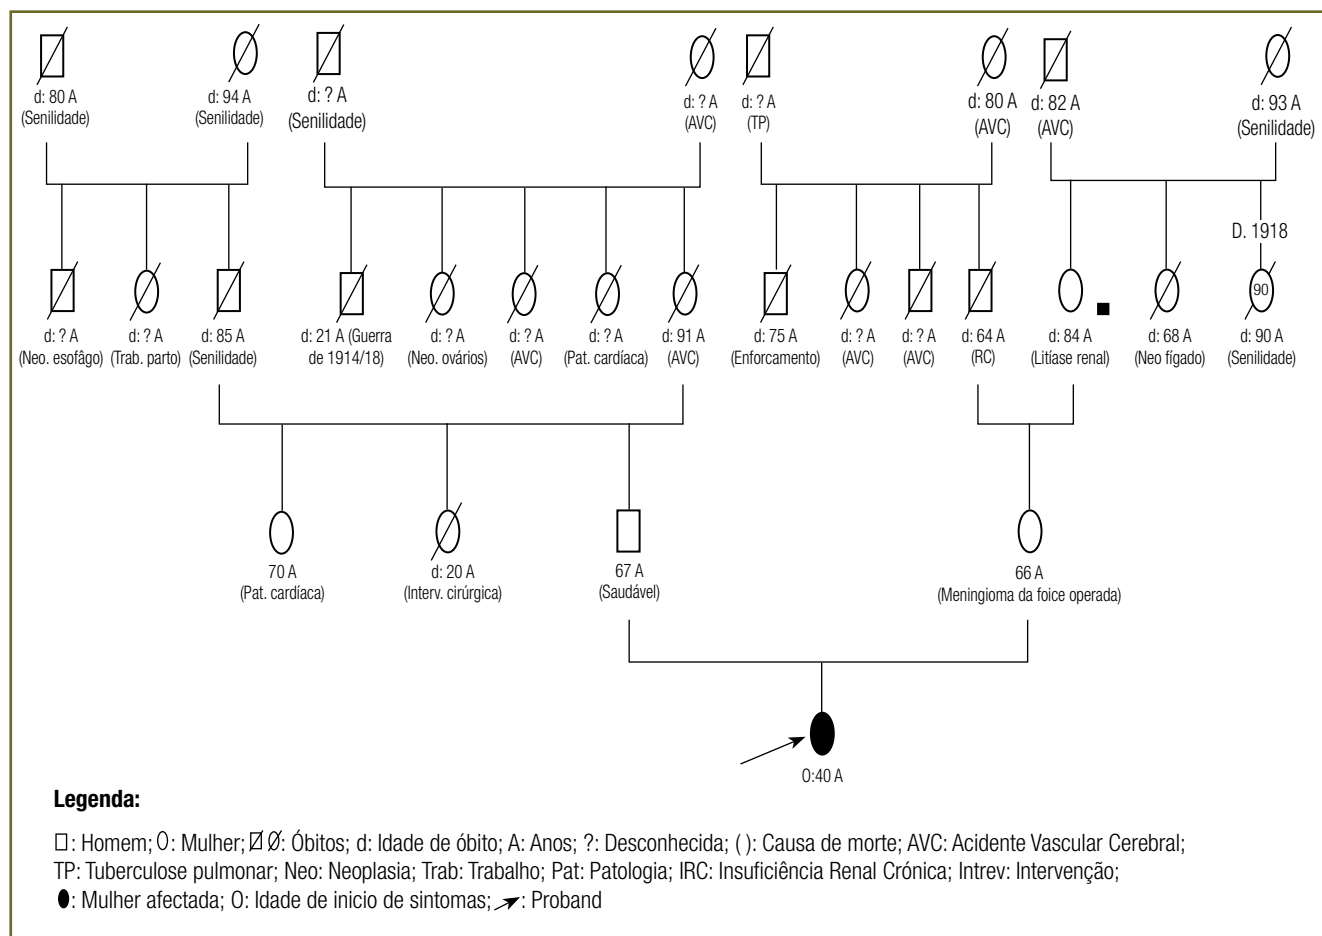 d: 80 A
(Senilidade)
d: 94 A
(Senilidade)
d: ? A
(Senilidade)
d: ? A
(AVC)
d: ? A
(TP)
d: 80 A
(AVC)
d: 82 A
(AVC)
d: 93 A
(Senilidade)
D. 1918
90
d: ? A
(Neo. esofâgo)
d: ? A
(Trab. parto)
d: 85 A
(Senilidade)
d: 21 A (Guerra
de 1914/18)
d: ? A
(Neo. ovários)
d: ? A
(AVC)
d: ? A
(Pat. cardíaca)
d: 91 A
(AVC)
d: 75 A
(Enforcamento)
d: ? A
(AVC)
d: ? A
(AVC)
d: 64 A
(RC)
d: 84A
(Litíase renal)
d: 68 A
(Neo fígado)
d: 90 A
(Senilidade)
70 A
(Pat. cardíaca)
d: 20 A
(Interv. cirúrgica)
67 A
(Saudável)
66 A
(Meningioma da foice operada)
O:40 A
Legenda:
: Homem; : Mulher; : Óbitos; d: Idade de óbito; A: Anos; ?: Desconhecida; ( ): Causa de morte; AVC: Acidente Vascular Cerebral;
TP: Tuberculose pulmonar; Neo: Neoplasia; Trab: Trabalho; Pat: Patologia; IRC: Insuficiência Renal Crónica; Intrev: Intervenção;
: Mulher afectada; O: Idade de inicio de sintomas; : Proband